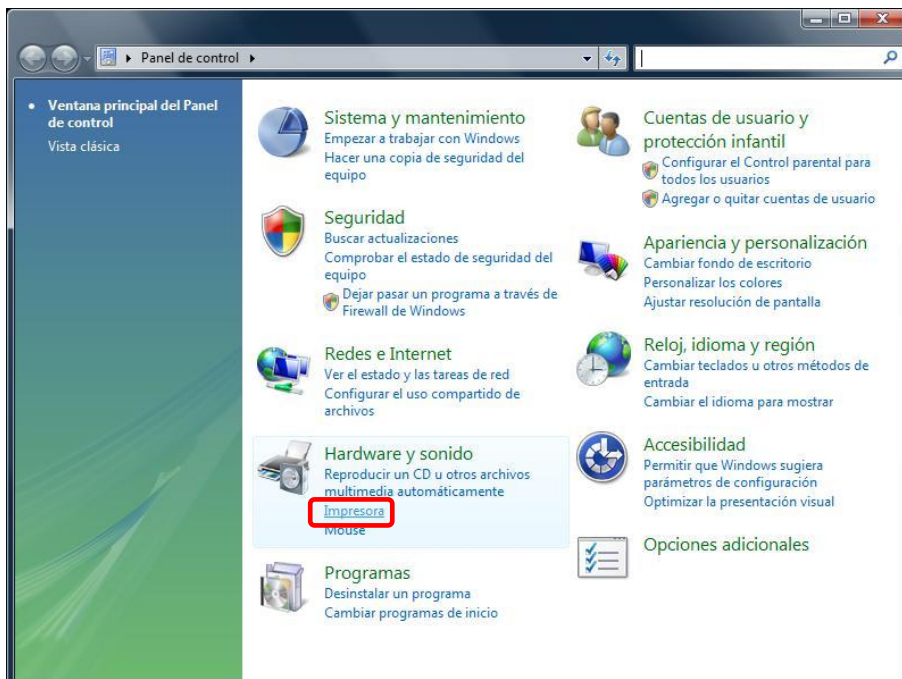 Panel de control
Ventana principal del Panel
de control
Vista clásica
Sistema y mantenimiento
Empezar a trabajar con Windows
Hacer una copia de seguridad del
equipo
Seguridad
Buscar actualizaciones
Comprobar el estado de seguridad del
equipo
Dejar pasar un programa a través de
Firewall de Windows
Redes e Internet
Ver el estado y las tareas de red
Configurar el uso compartido de
archivos
Hardware y sonido
Reproducir un CD u otros archivos
multimedia automáticamente
Impresora
Mouse
Programas
Desinstalar un programa
Cambiar programas de inicio
Cuentas de usuario y
protección infantil
Configurar el Control parental para
todos los usuarios
Agregar o quitar cuentas de usuario
Apariencia y personalización
Cambiar fondo de escritorio
Personalizar los colores
Ajustar resolución de pantalla
Reloj, idioma y región
Cambiar teclados u otros métodos de
entrada
Cambiar el idioma para mostrar
Accesibilidad
Permitir que Windows sugiera
parámetros de configuración
Optimizar la presentación visual
Opciones adicionales